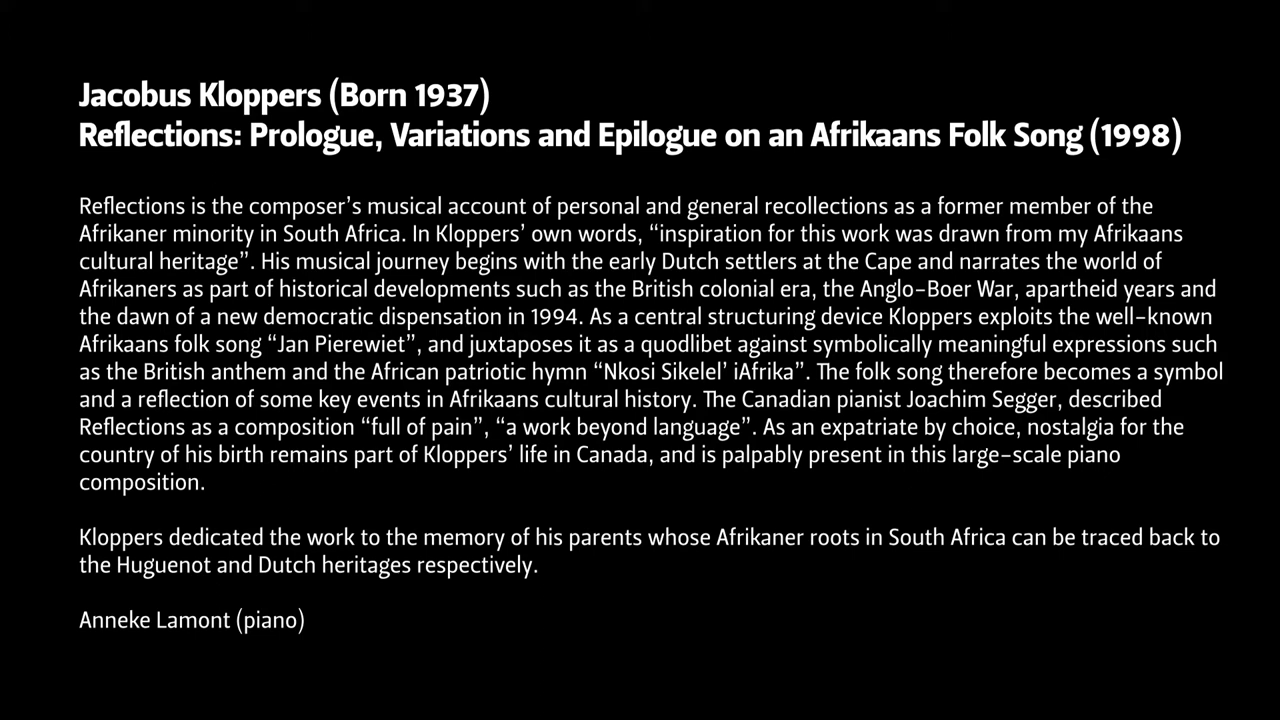 Jacobus Kloppers (Born 1937)
Reflections: Prologue, Variations and Epilogue on an Afrikaans Folk Song (1998)
Reflections is the composer’s musical account of personal and general recollections as a former member of the
Afrikaner minority in South Africa. In Kloppers’ own words, “inspiration for this work was drawn from my Afrikaans
cultural heritage”. His musical journey begins with the early Dutch settlers at the Cape and narrates the world of
Afrikaners as part of historical developments such as the British colonial era, the Anglo-Boer War, apartheid years and
the dawn of a new democratic dispensation in 1994. As a central structuring device Kloppers exploits the well-known
Afrikaans folk song “Jan Pierewiet”, and juxtaposes it as a quodlibet against symbolically meaningful expressions such
as the British anthem and the African patriotic hymn “Nkosi Sikelel’ iAfrika”. The folk song therefore becomes a symbol
and a reflection of some key events in Afrikaans cultural history. The Canadian pianist Joachim Segger, described
Reflections as a composition “full of pain”, “a work beyond language”. As an expatriate by choice, nostalgia for the
country of his birth remains part of Kloppers’ life in Canada, and is palpably present in this large-scale piano
composition.
Kloppers dedicated the work to the memory of his parents whose Afrikaner roots in South Africa can be traced back to
the Huguenot and Dutch heritages respectively.
Anneke Lamont (piano)